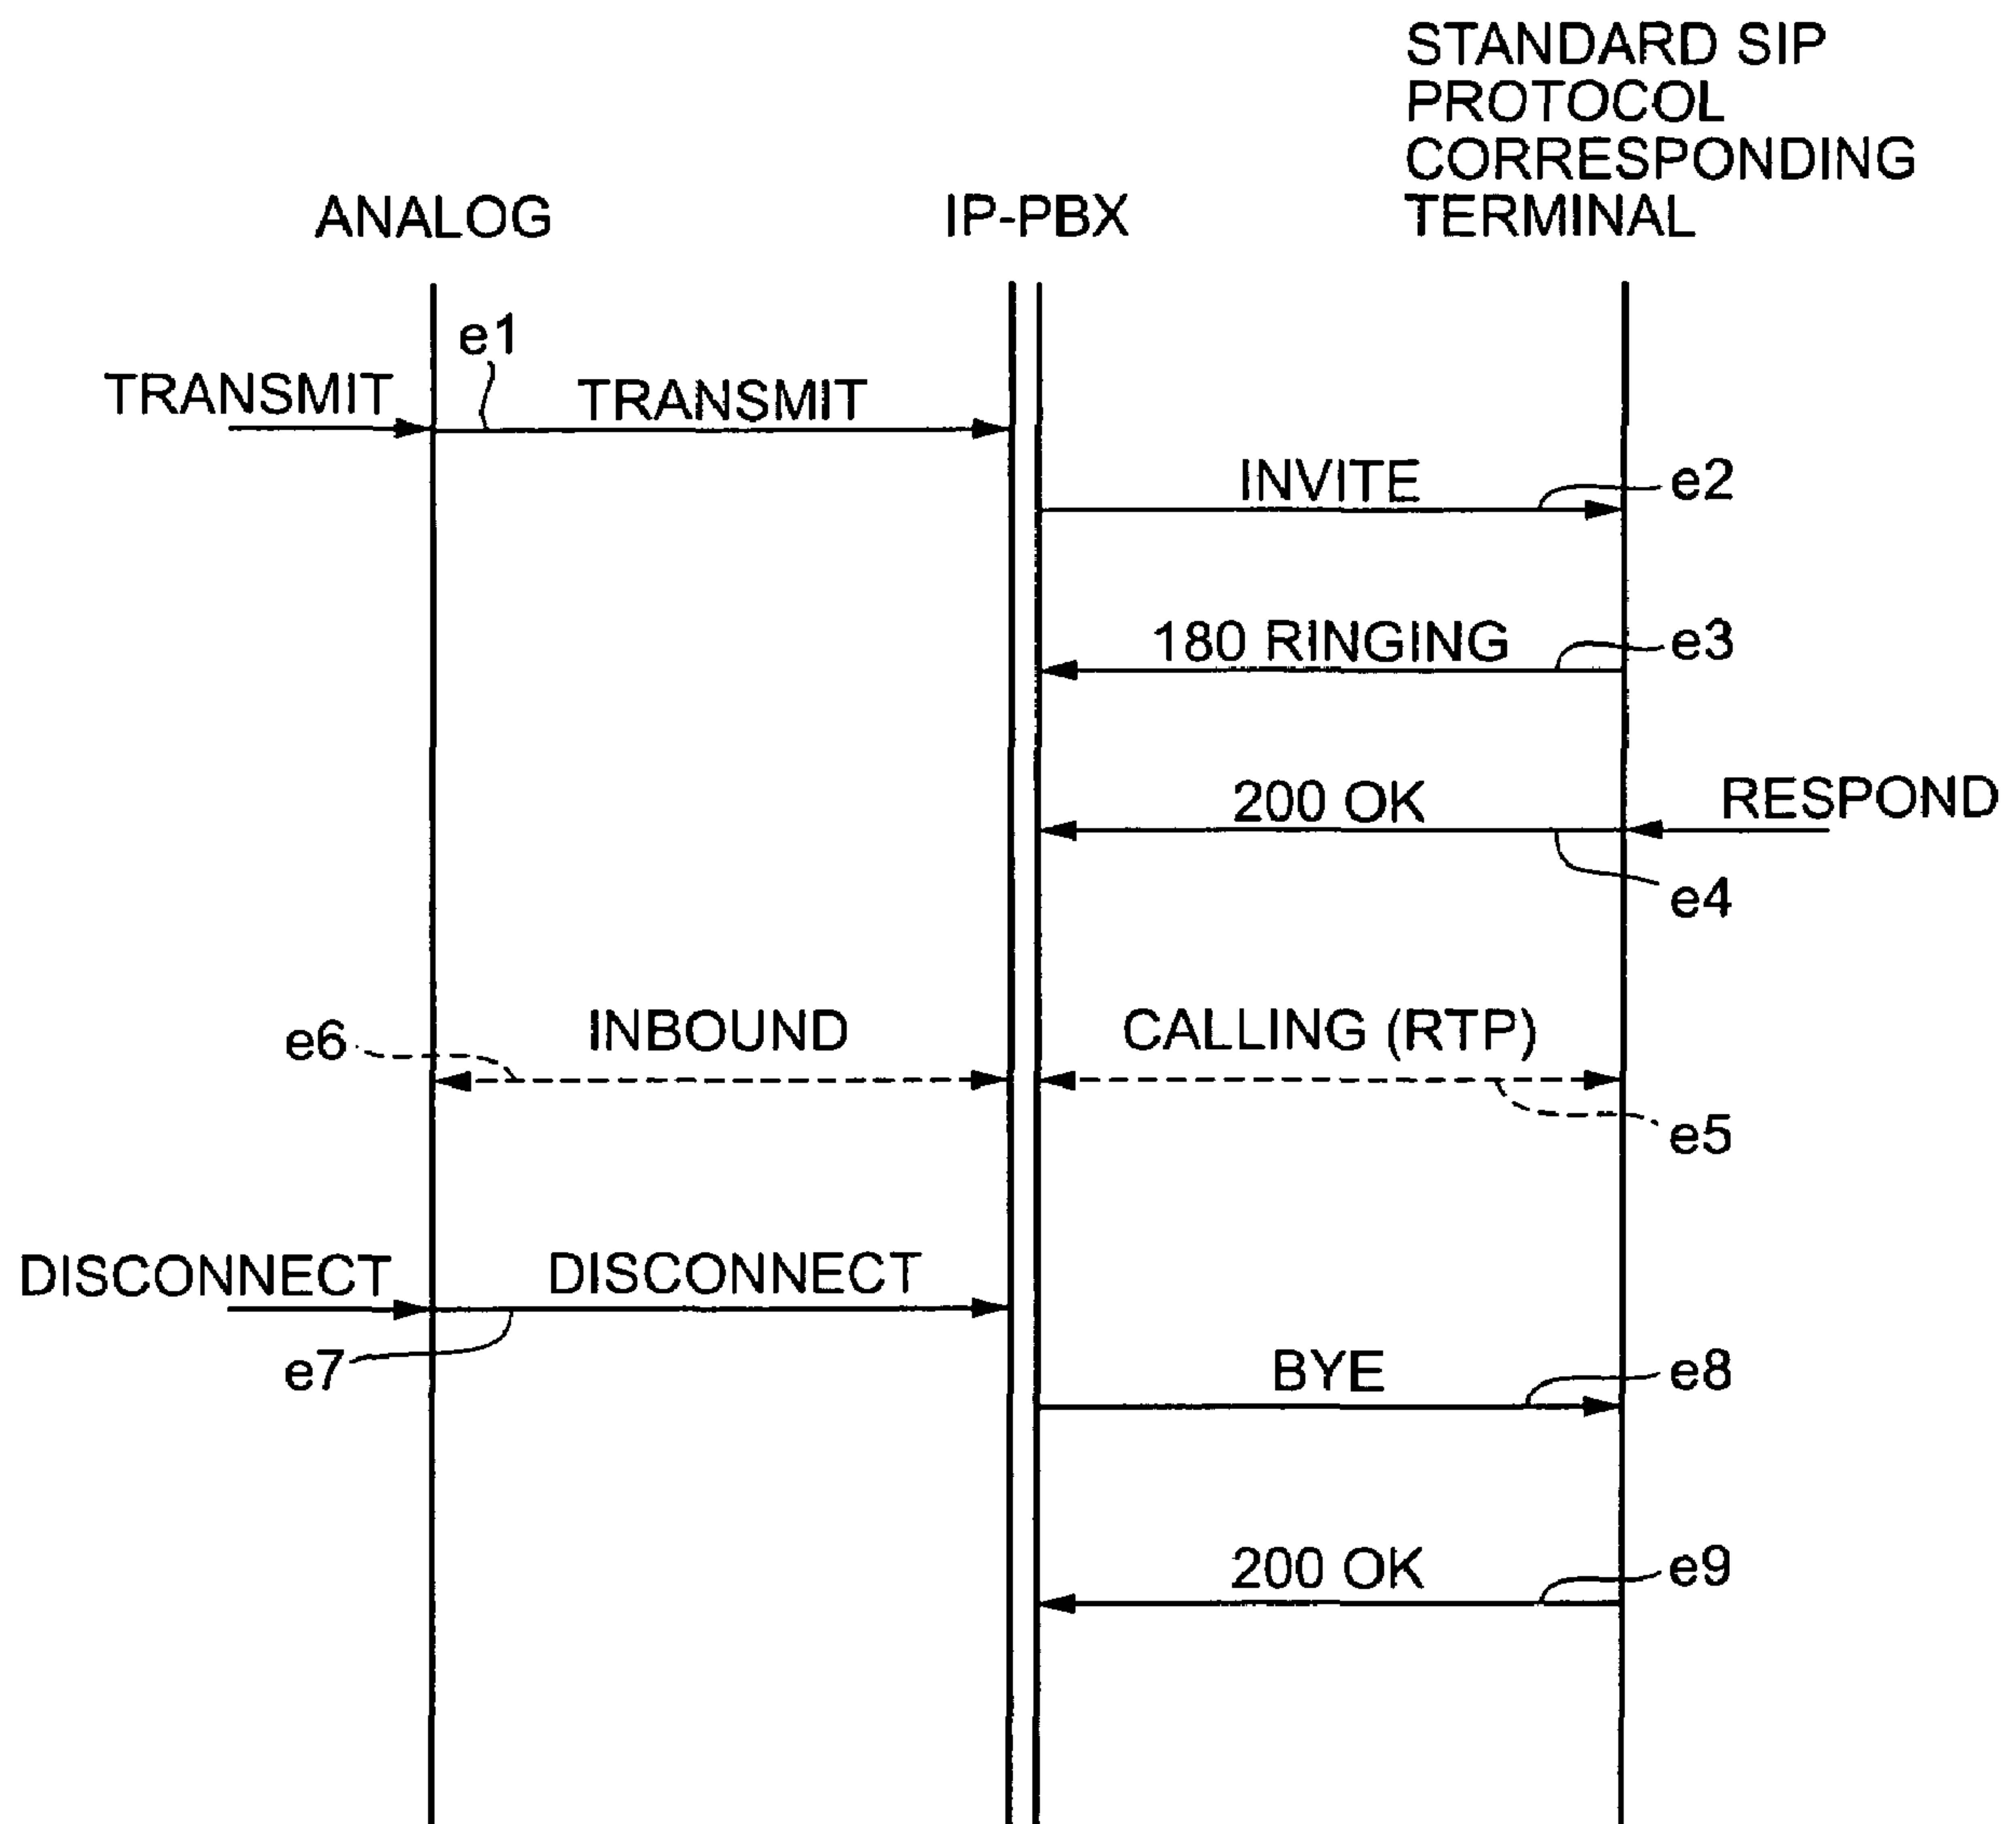 STANDARD SIP
PROTOCOL
CORRESPONDING
TERMINAL
ANALOG
IP-PBX
e1
TRANSMIT
TRANSMIT
INVITE
e2
180 RINGING
e3
200 OK
RESPOND
e4
e6
INBOUND
CALLING (RTP)
e5
DISCONNECT
DISCONNECT
e7
BYE
e8
200 OK
e9